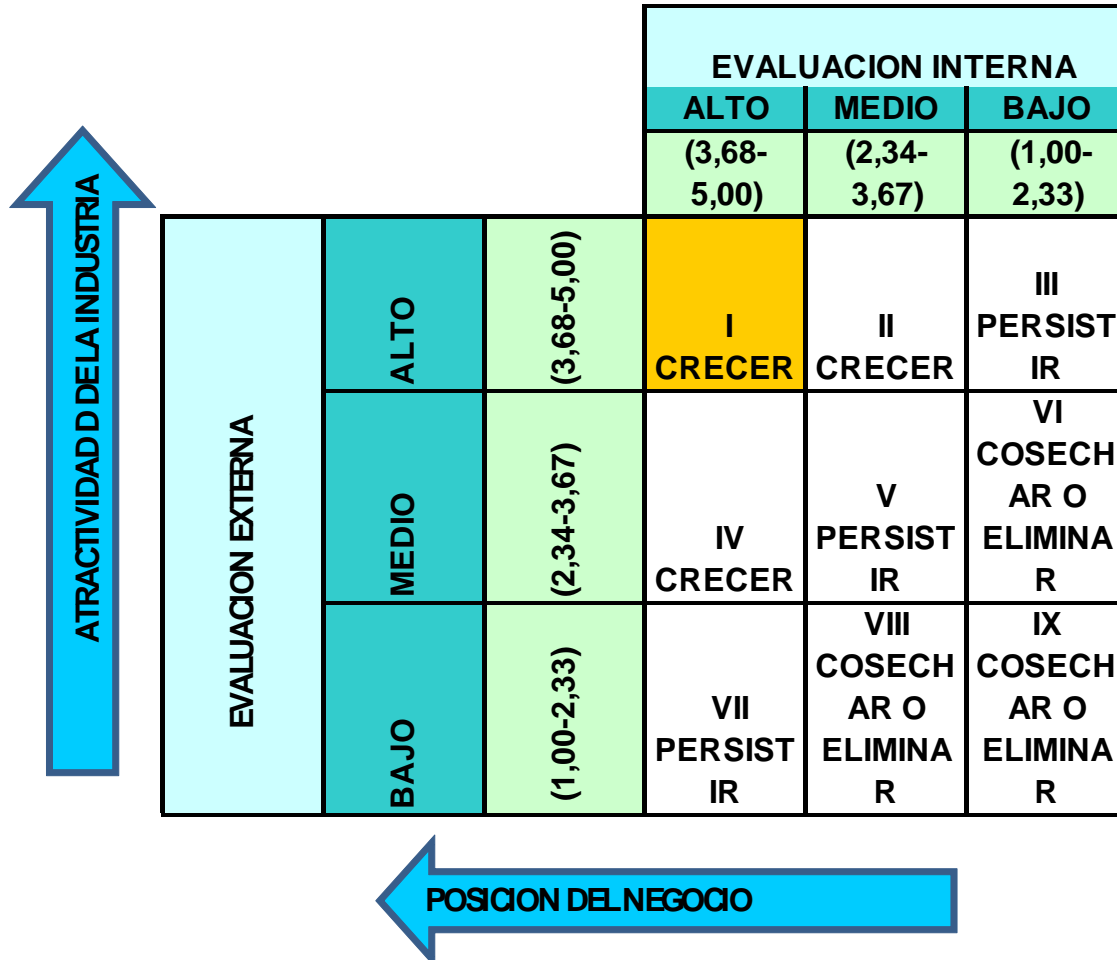 EVALUACION INTERNA
ALTO
MEDIO
BAJO
(3,68-
5,00)
(2,34-
3,67)
(1,00-
2,33)
ATRACTIVIDAD DE LA INDUSTRIA
EVALUACION EXTERNA
ALTO
(3,68-5,00)
I
CRECER
II
CRECER
III
PERSIST
IR
MEDIO
(2,34-3,67)
IV
CRECER
V
PERSIST
IR
VI
COSECH
AR O
ELIMINA
R
BAJO
(1,00-2,33)
VII
PERSIST
IR
VIII
COSECH
AR O
ELIMINA
R
IX
COSECH
AR O
ELIMINA
R
POSICION DEL NEGOCIO